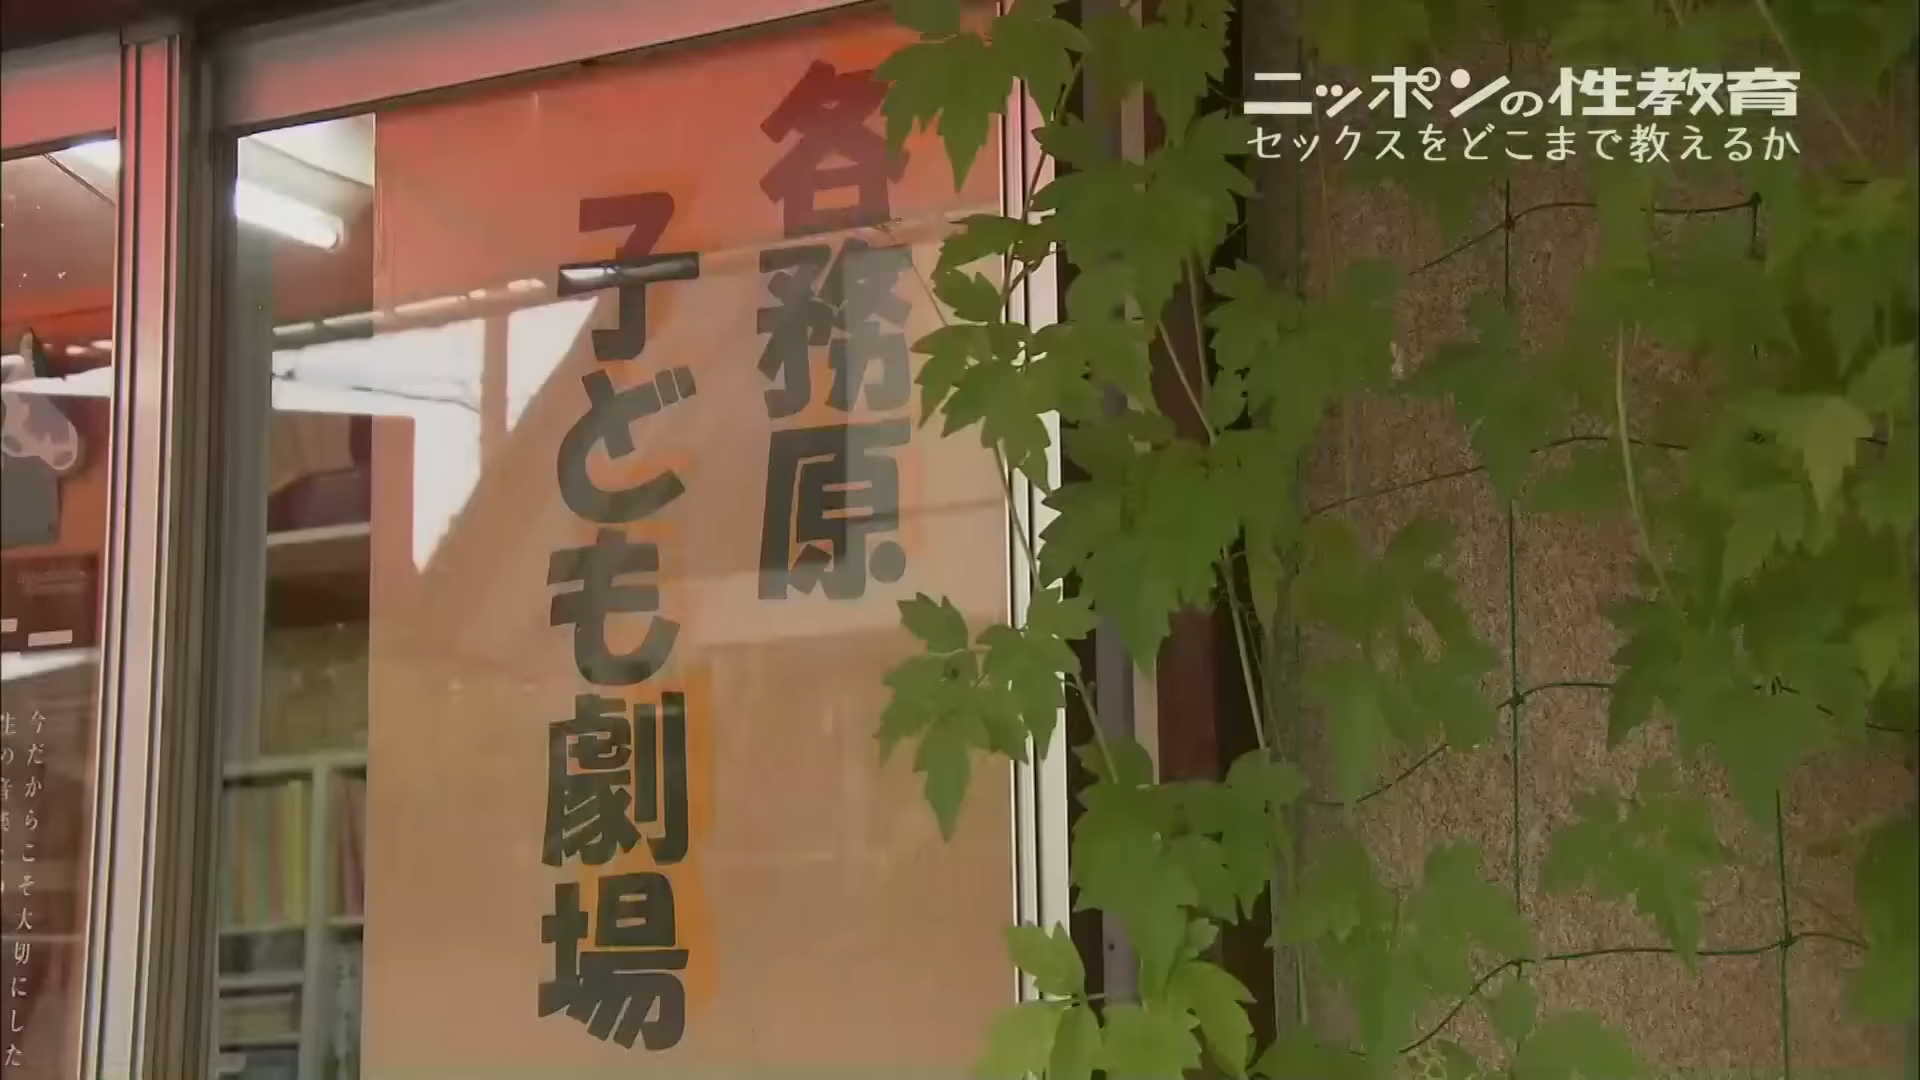 ニッポンの性教育
セックスをどこまで教えるか
各務原
子ども劇場
今だからこそ大切にした